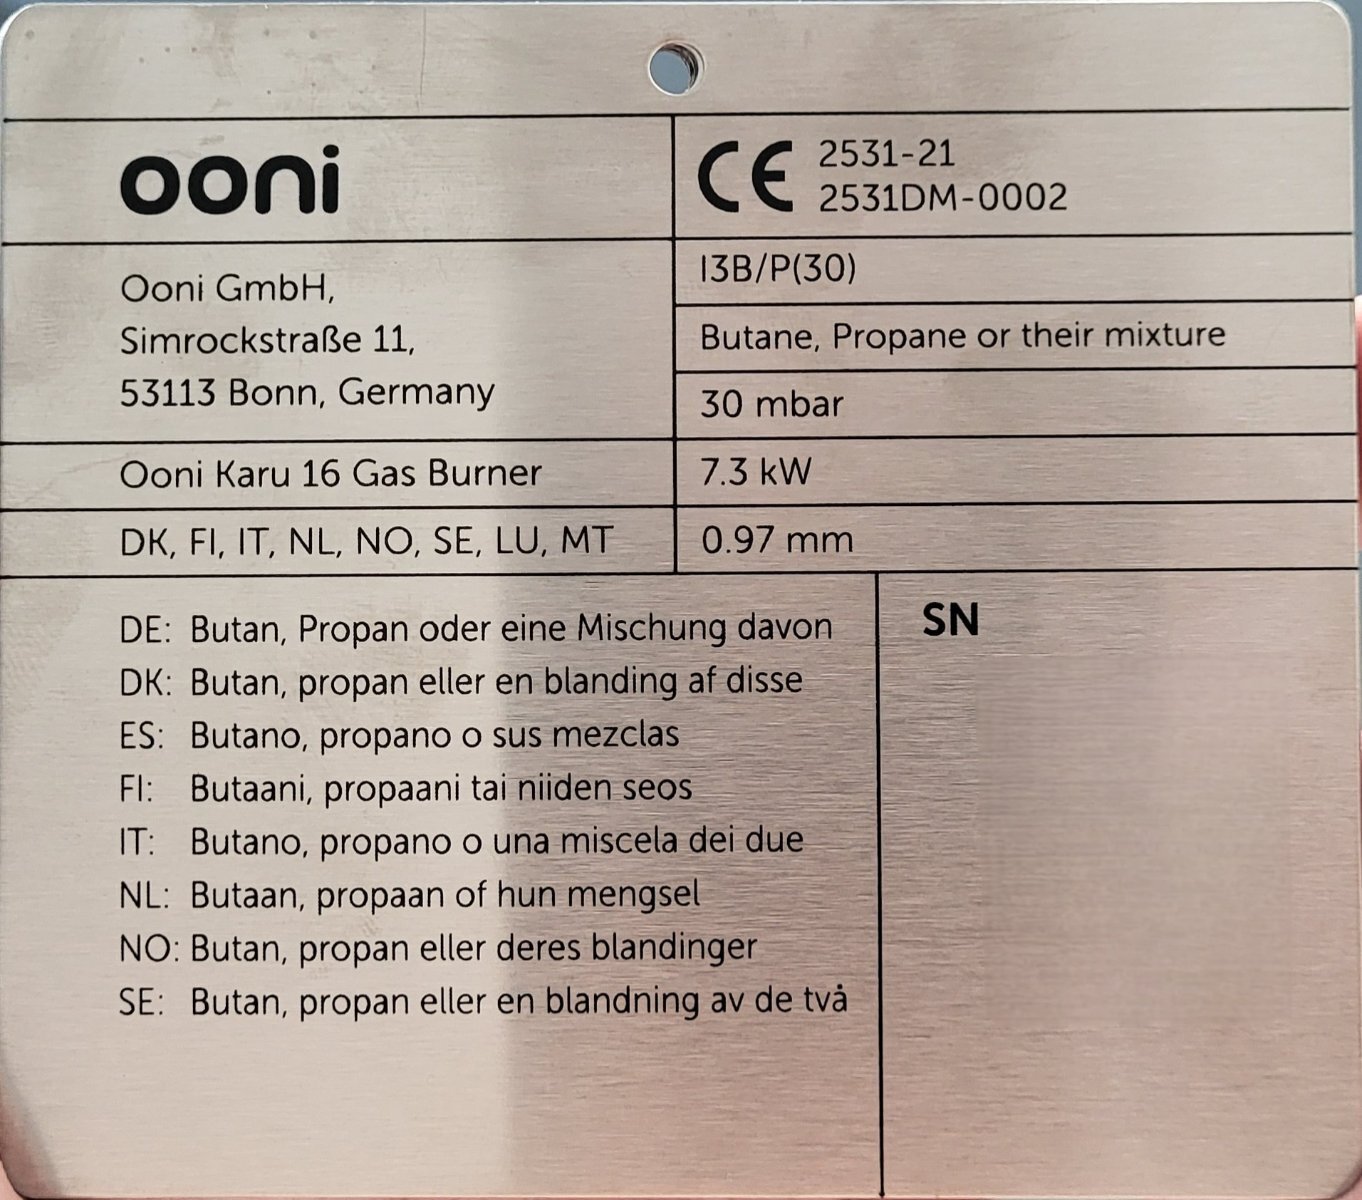 ooni
CE 2531-21
2531DM-0002
Ooni GmbH,
Simrockstraße 11,
53113 Bonn, Germany
I3B/P(30)
Butane, Propane or their mixture
30 mbar
Ooni Karu 16 Gas Burner
7.3 kW
DK, FI, IT, NL, NO, SE, LU, MT
0.97 mm
DE: Butan, Propan oder eine Mischung davon
DK: Butan, propan eller en blanding af disse
ES: Butano, propano o sus mezclas
FI: Butaani, propaani tai niiden seos
IT: Butano, propano o una miscela dei due
NL: Butaan, propaan of hun mengsel
NO: Butan, propan eller deres blandinger
SE: Butan, propan eller en blandning av de två
SN